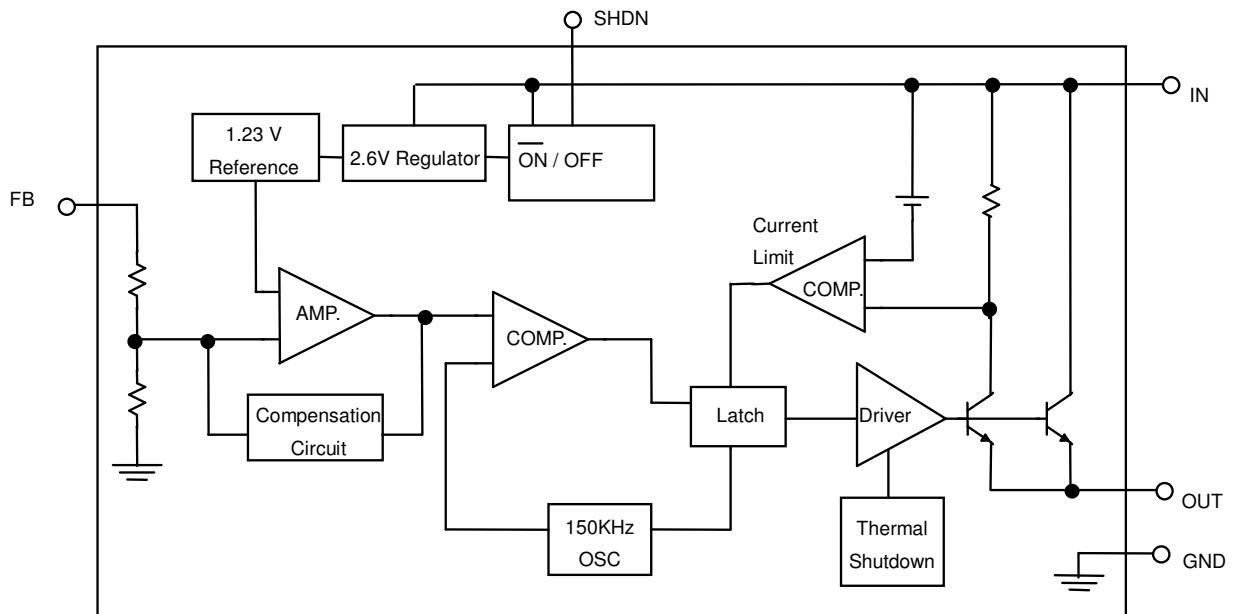 SHDN
IN
1.23 V
Reference
2.6V Regulator
O̅N̅ / OFF
FB
Current
Limit
COMP.
AMP.
COMP.
Compensation
Circuit
Latch
Driver
150KHz
OSC
Thermal
Shutdown
OUT
GND